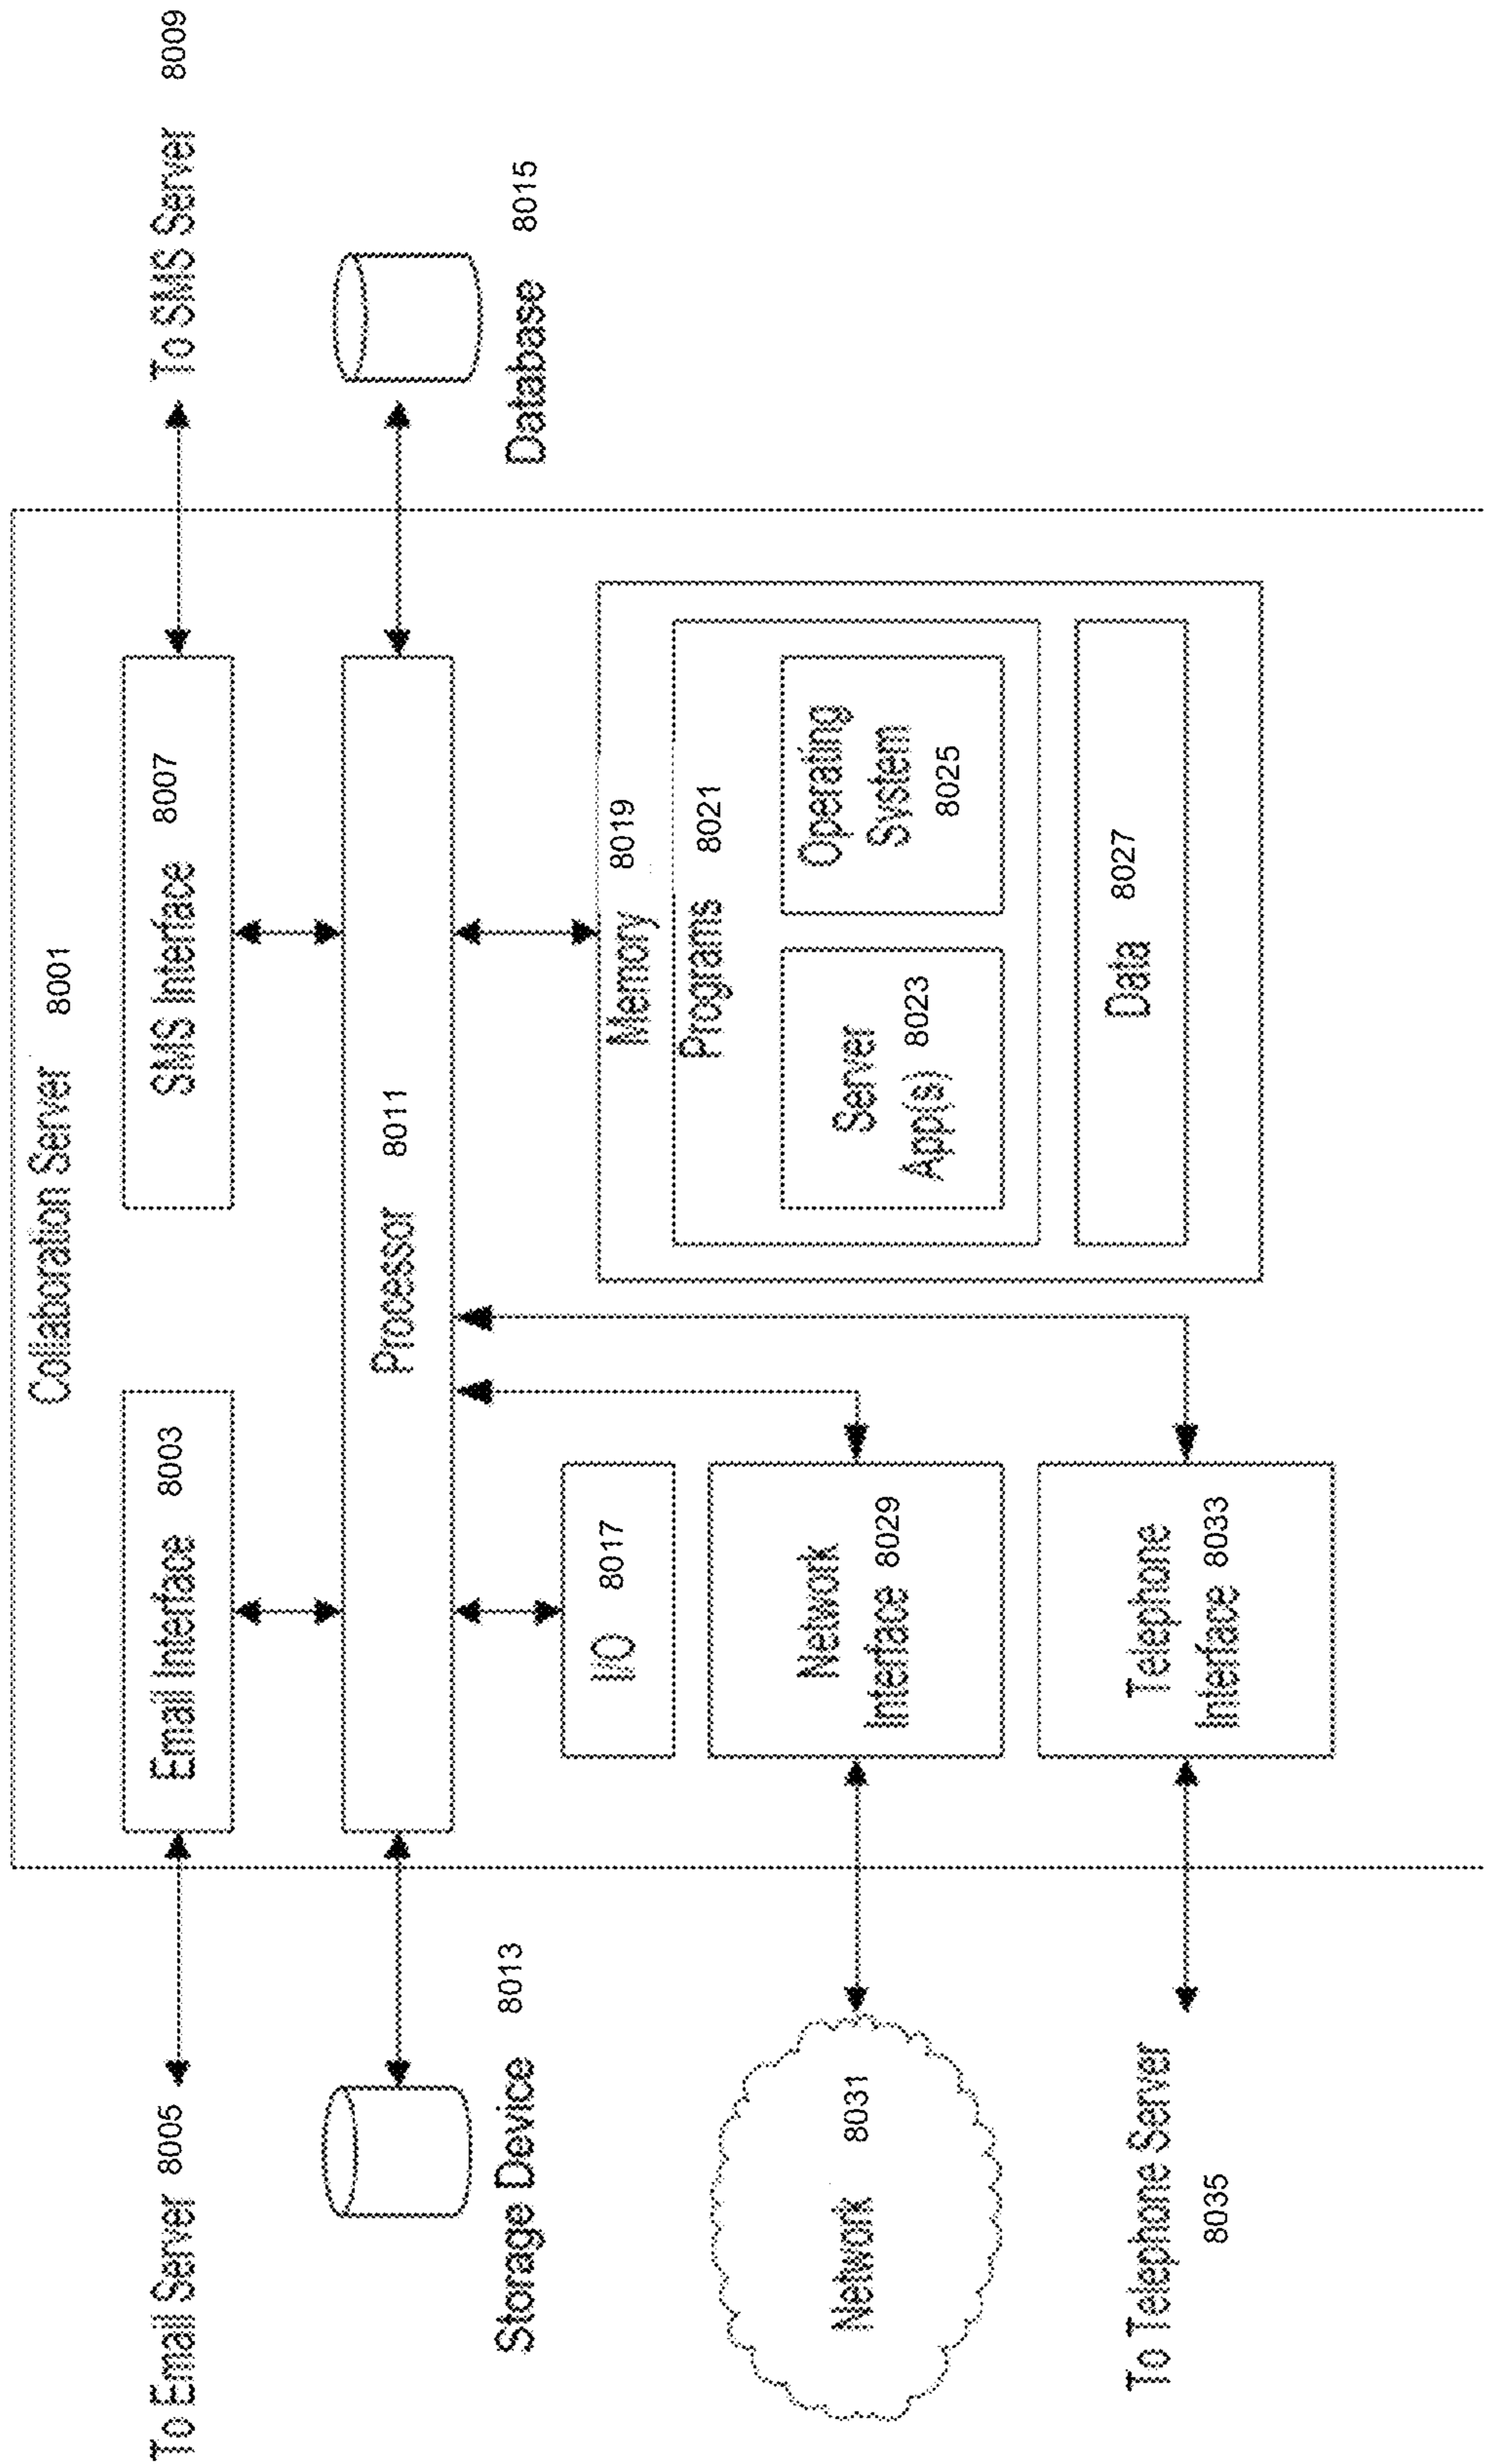 Collaboration Server 8001
To Email Server 8005
Email Interface 8003
SMS Interface 8007
To SMS Server 8009
Processor 8011
Storage Device 8013
Database 8015
I/O 8017
Memory 8019
Programs 8021
Server
App(s) 8023
Operating
System
8025
Data 8027
Network 8031
Network
Interface 8029
To Telephone Server
8035
Telephone
Interface 8033